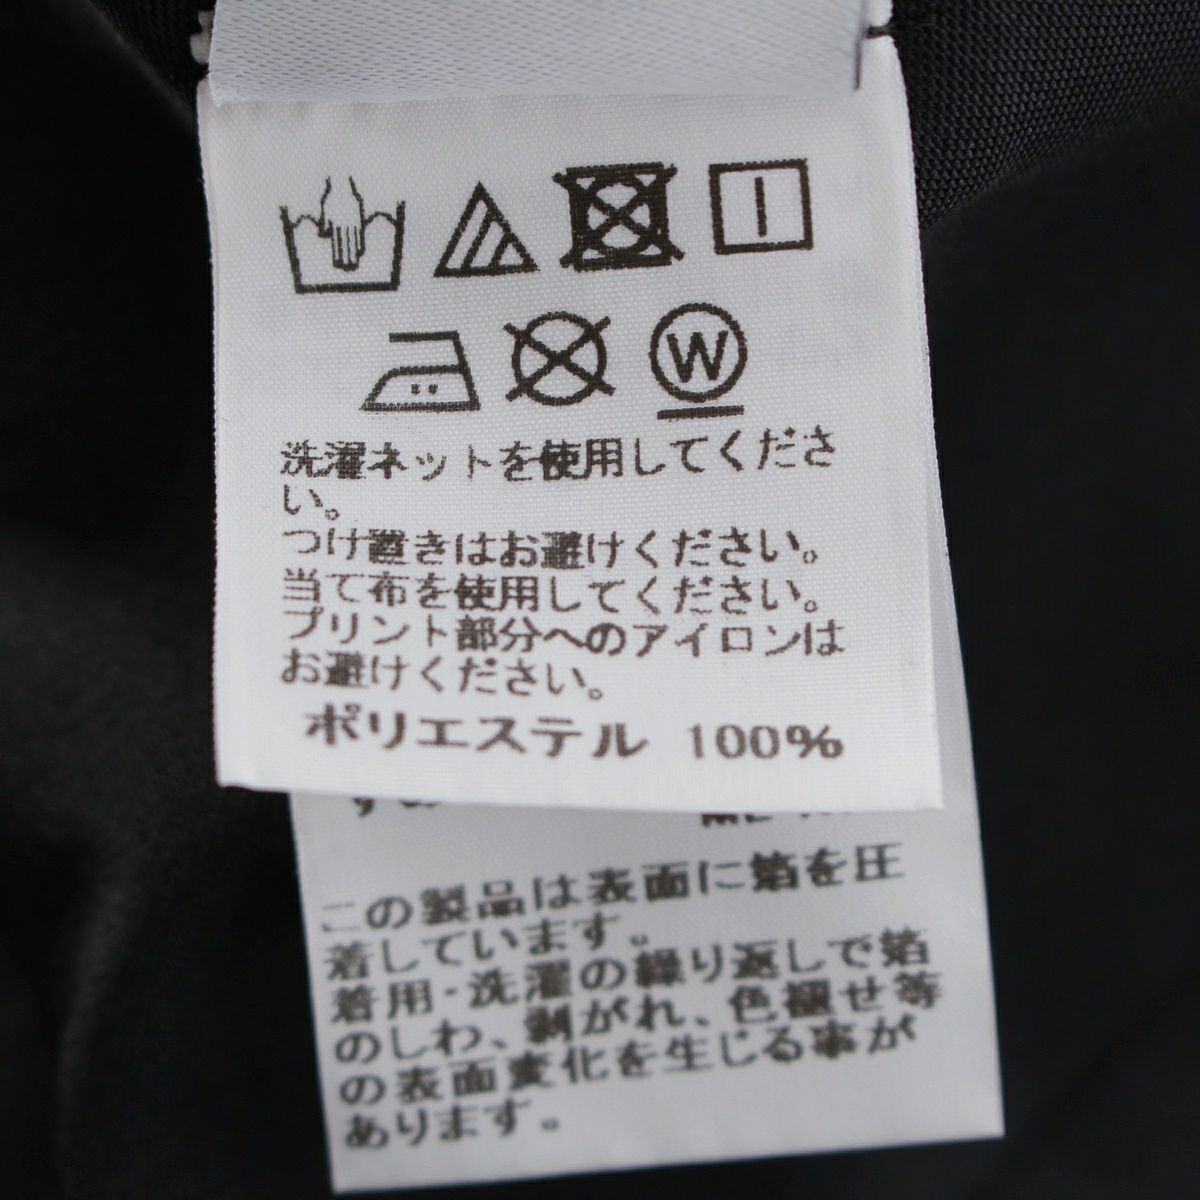 W
洗濯ネットを使用してくださ
い。
つけ置きはお避けください。
当て布を使用してください。
プリント部分へのアイロンは
お避けください。
ポリエステル 100%
この製品は表面に箔を圧
着しています。
着用・洗濯の繰り返しで箔
のしわ、剥がれ、色褪せ等
の表面変化を生じる事が
あります。